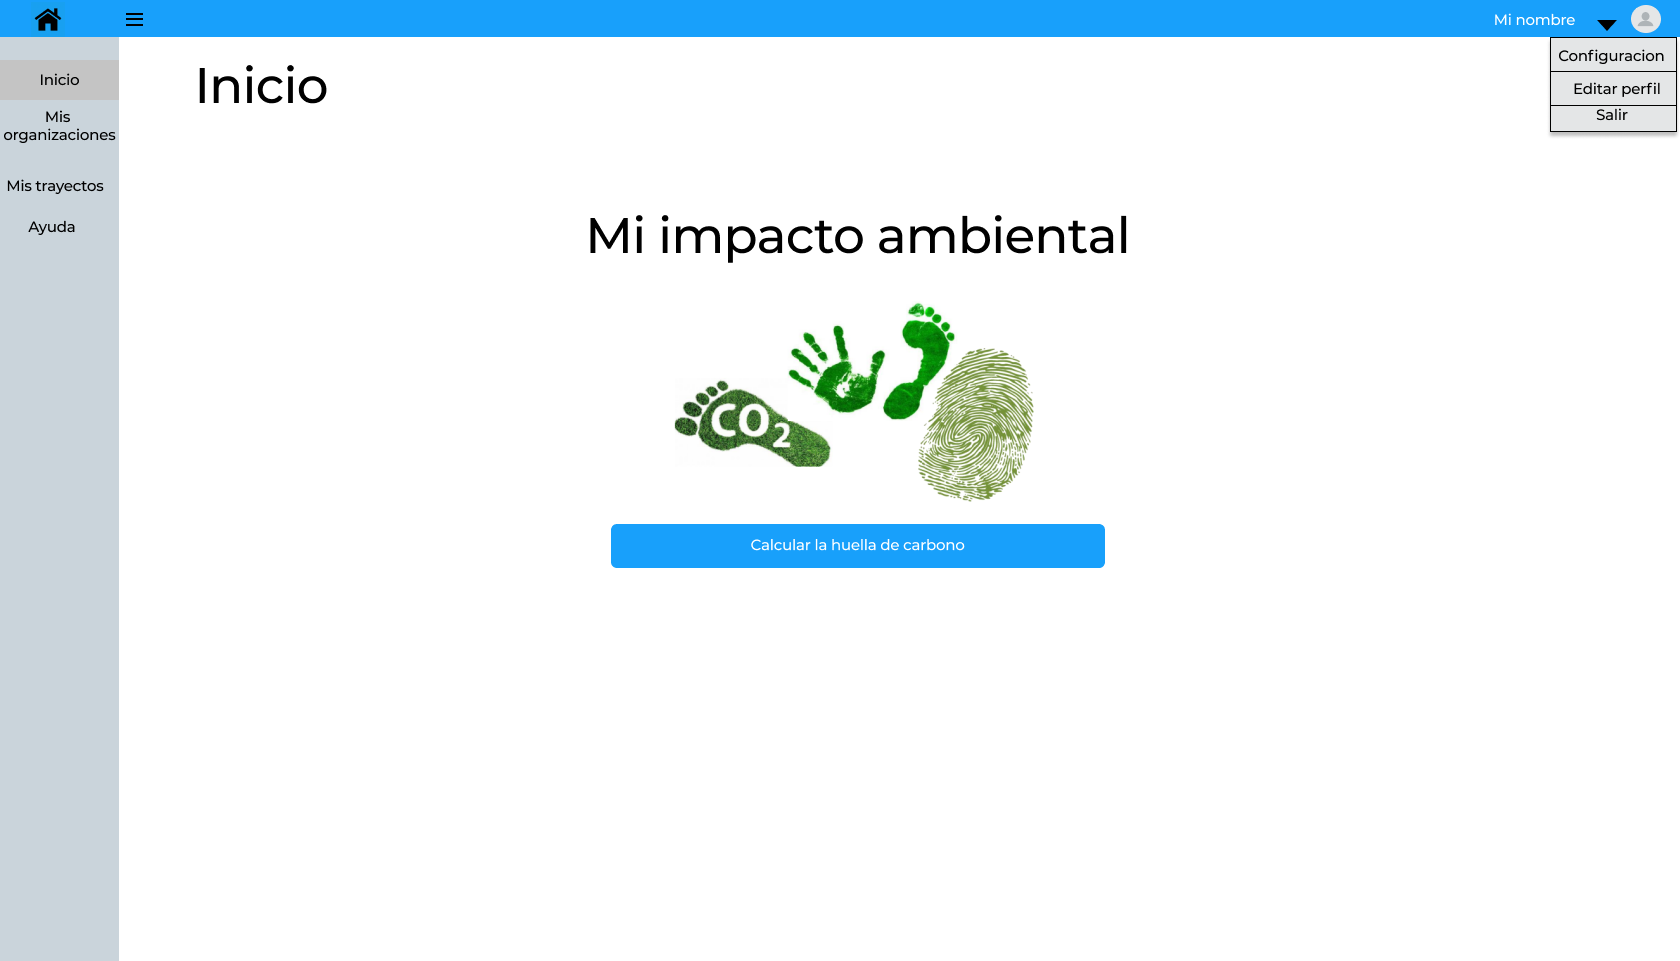 Mi nombre
Configuracion
Editar perfil
Salir
Inicio
Mis
organizaciones
Mis trayectos
Ayuda
Inicio
Mi impacto ambiental
CO2
Calcular la huella de carbono